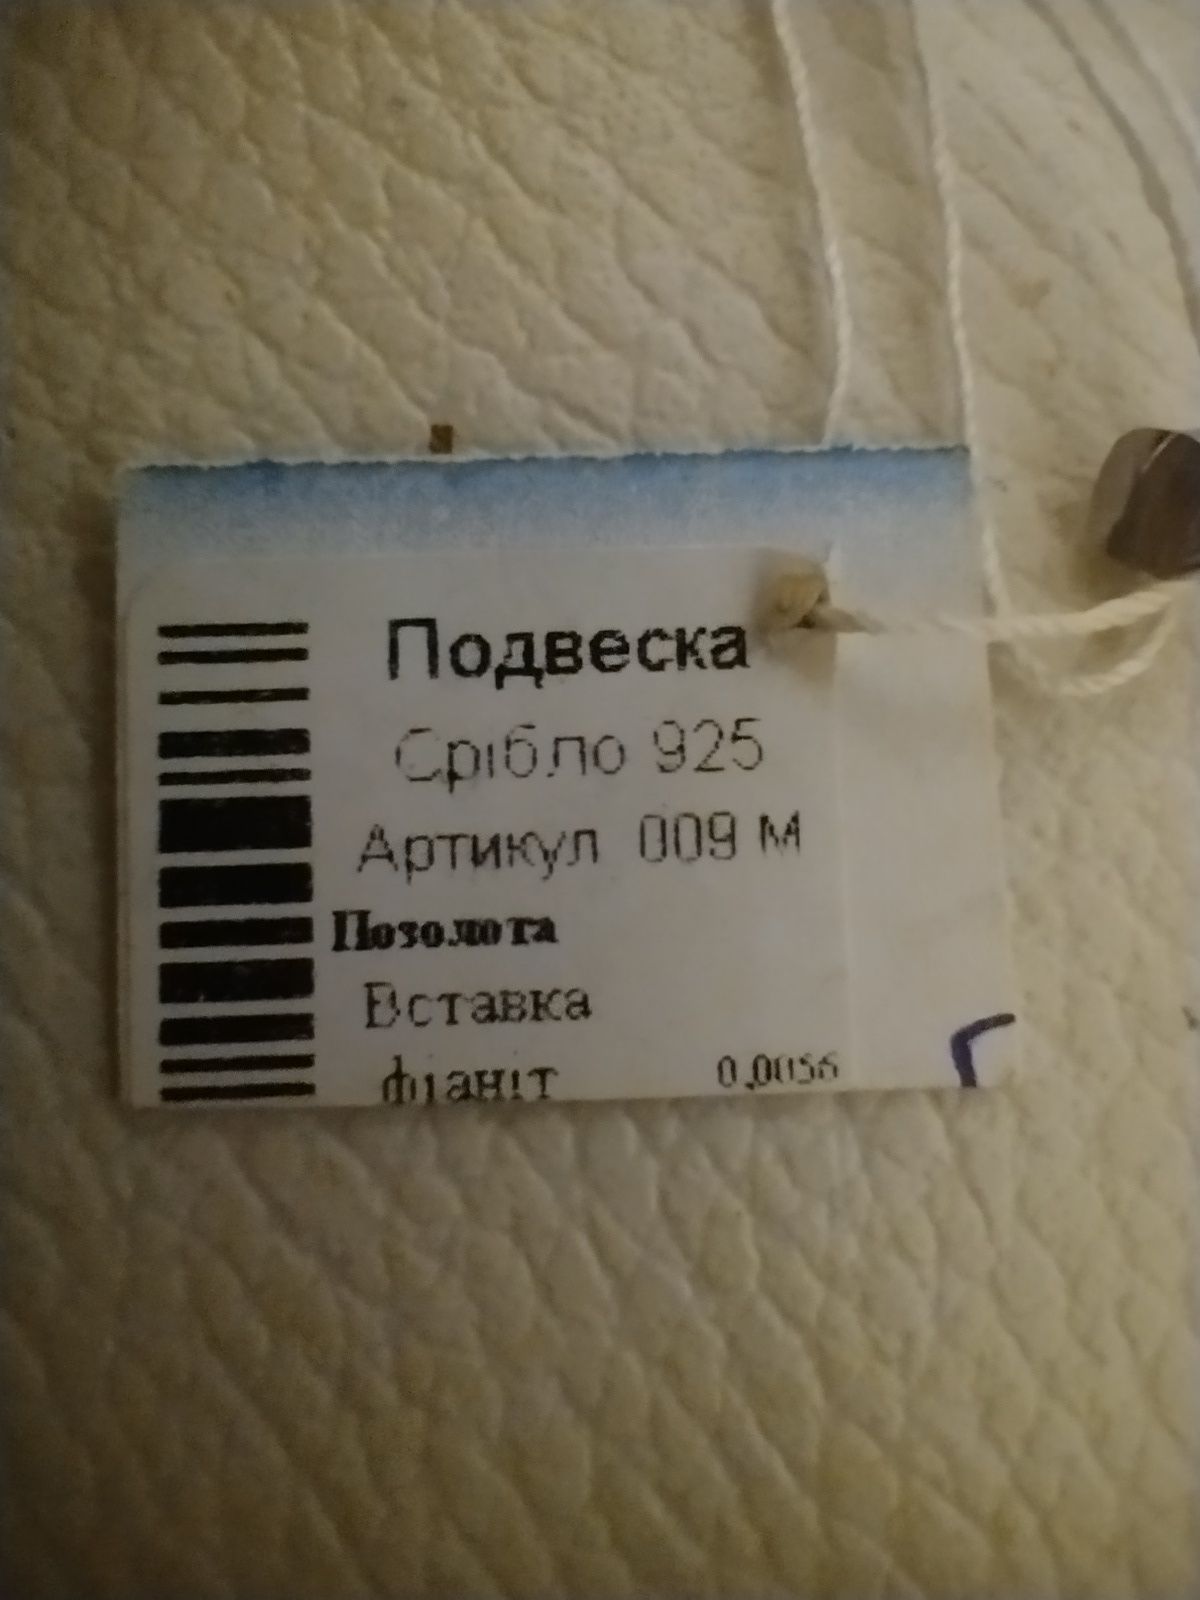 Подвеска
Срібло 925
Артикул 009 М
Позолота
Вставка
фіаніт 0,0056